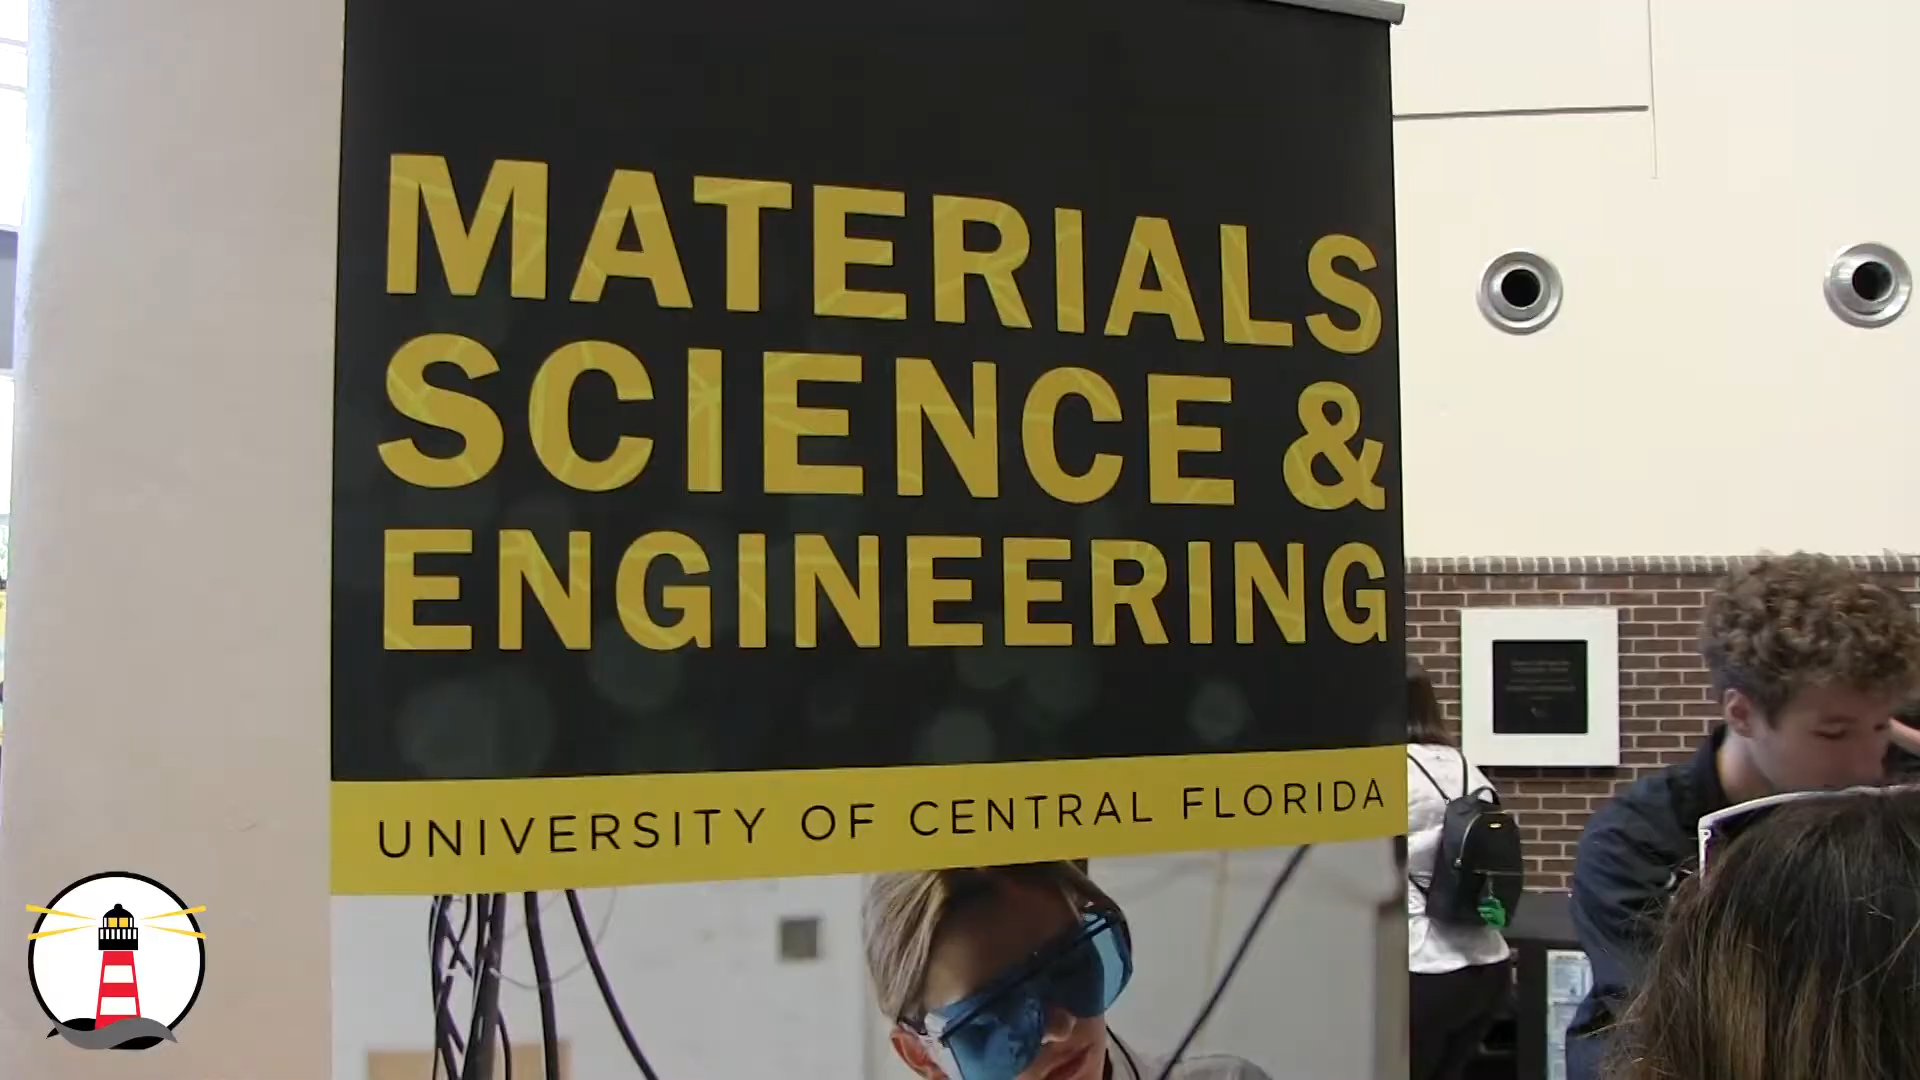 MATERIALS
SCIENCE &
ENGINEERING
UNIVERSITY OF CENTRAL FLORIDA